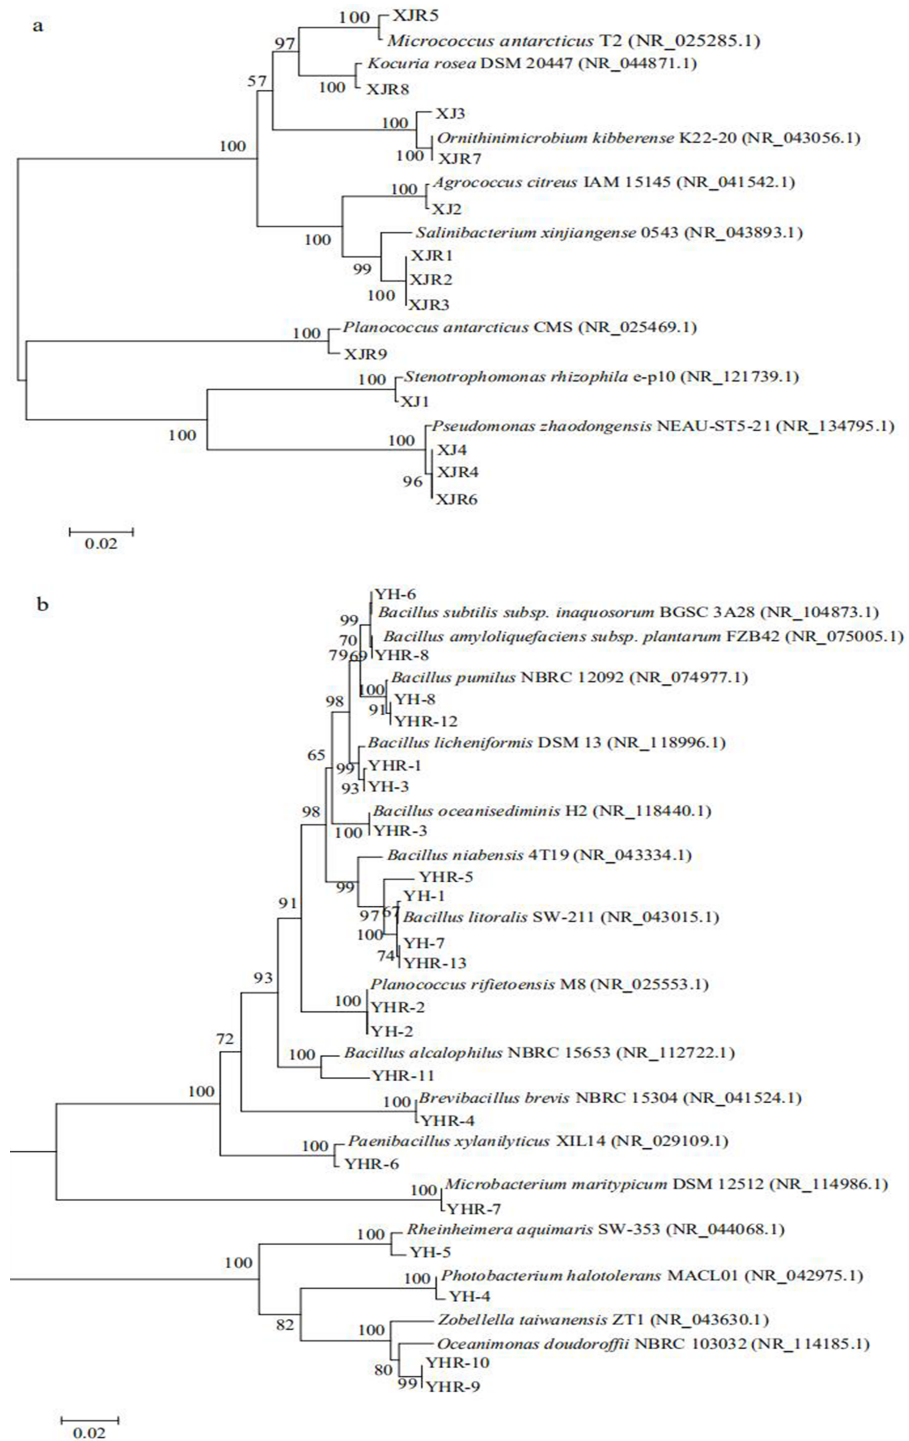 a
100
XJR5
97
Micrococcus antarcticus T2 (NR_025285.1)
Kocuria rosea DSM 20447 (NR_044871.1)
57
100
XJR8
XJ3
100
Ornithinimicrobium kibberense K22-20 (NR_043056.1)
100
100
XJR7
Agrococcus citreus IAM 15145 (NR_041542.1)
100
XJ2
Salinibacterium xinjiangense 0543 (NR_043893.1)
100
XJR1
99
XJR2
100
XJR3
Planococcus antarcticus CMS (NR_025469.1)
100
XJR9
Stenotrophomonas rhizophila e-p10 (NR_121739.1)
100
XJ1
Pseudomonas zhaodongensis NEAU-ST5-21 (NR_134795.1)
100
100
XJ4
XJR4
96
XJR6
0.02
b
YH-6
Bacillus subtilis subsp. inaquosorum BGSC 3A28 (NR_104873.1)
99
70
Bacillus amyloliquefaciens subsp. plantarum FZB42 (NR_075005.1)
79
69
YHR-8
Bacillus pumilus NBRC 12092 (NR_074977.1)
100
98
YH-8
91
YHR-12
Bacillus licheniformis DSM 13 (NR_118996.1)
65
99
YHR-1
93
YH-3
98
Bacillus oceanisediminis H2 (NR_118440.1)
100
YHR-3
Bacillus niabensis 4T19 (NR_043334.1)
99
YHR-5
YH-1
91
97
67
Bacillus litoralis SW-211 (NR_043015.1)
100
YH-7
74
YHR-13
93
Planococcus rifietoensis M8 (NR_025553.1)
100
YHR-2
YH-2
72
100
Bacillus alcalophilus NBRC 15653 (NR_112722.1)
YHR-11
100
100
Brevibacillus brevis NBRC 15304 (NR_041524.1)
YHR-4
100
Paenibacillus xylanilyticus XIL14 (NR_029109.1)
YHR-6
Microbacterium maritypicum DSM 12512 (NR_114986.1)
100
YHR-7
Rheinheimera aquimaris SW-353 (NR_044068.1)
100
YH-5
100
Photobacterium halotolerans MACL01 (NR_042975.1)
100
YH-4
82
Zobellella taiwanensis ZT1 (NR_043630.1)
100
Oceanimonas doudoroffii NBRC 103032 (NR_114185.1)
80
YHR-10
99
YHR-9
0.02